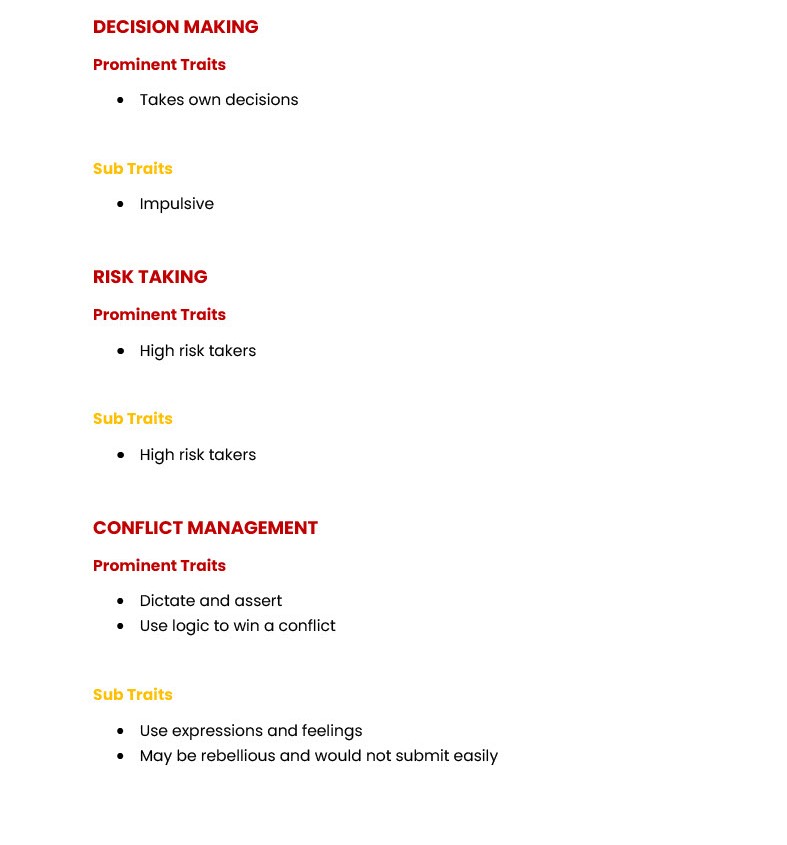 DECISION MAKING
Prominent Traits
• Takes own decisions
Sub Traits
• Impulsive
RISK TAKING
Prominent Traits
• High risk takers
Sub Traits
• High risk takers
CONFLICT MANAGEMENT
Prominent Traits
• Dictate and assert
• Use logic to win a conflict
Sub Traits
• Use expressions and feelings
• May be rebellious and would not submit easily